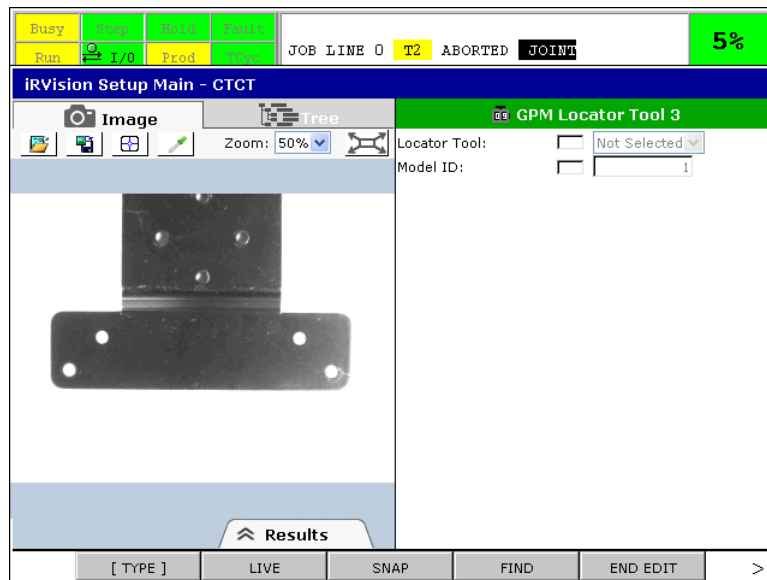 Busy Step Hold Fault
Run I/O Prod TCyc
JOB LINE 0 T2 ABORTED JOINT
5%
iRVision Setup Main - CTCT
Image Tree
GPM Locator Tool 3
Zoom: 50%
Locator Tool: Not Selected
Model ID: 1
Results
[ TYPE ] LIVE SNAP FIND END EDIT >